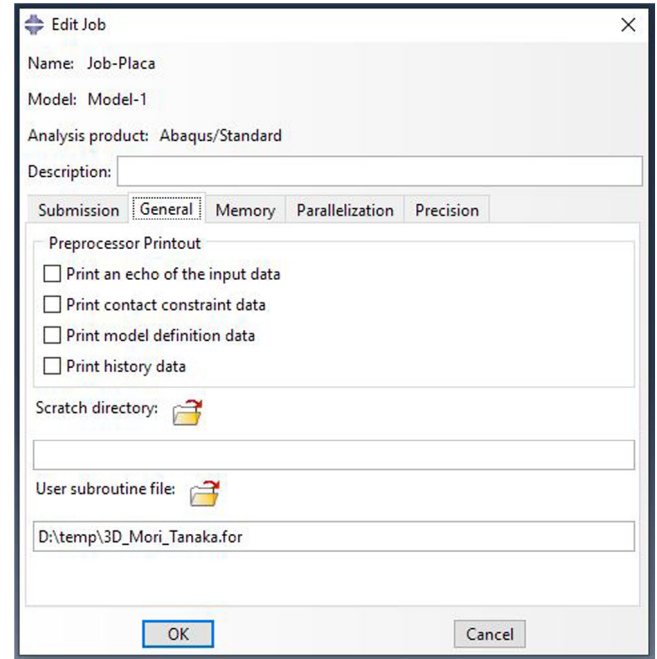 Edit Job
Name: Job-Placa
Model: Model-1
Analysis product: Abaqus/Standard
Description:
Submission General Memory Parallelization Precision
Preprocessor Printout
Print an echo of the input data
Print contact constraint data
Print model definition data
Print history data
Scratch directory:
User subroutine file:
D:\temp\3D_Mori_Tanaka.for
OK Cancel